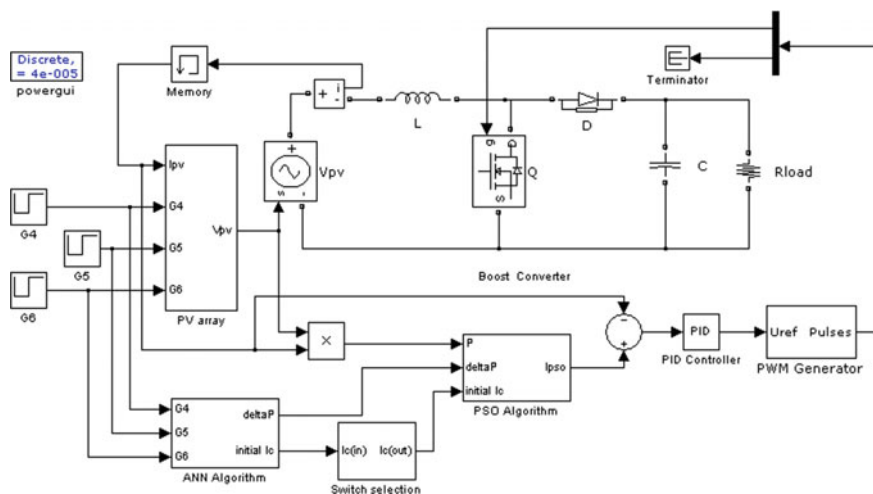 Discrete,
= 4e-005
powergui
Memory
+ - i
L
Terminator
D
g D
S
Q
C
Rload
+
s -
Vpv
Ipv
G4
G5
G6
Vpv
PV array
G4
G5
G6
Boost Converter
×
P
deltaP
initial Ic
Ipso
PSO Algorithm
-
+
PID
PID Controller
Uref Pulses
PWM Generator
G4
G5
G6
deltaP
initial Ic
ANN Algorithm
Ic(in) Ic(out)
Switch selection